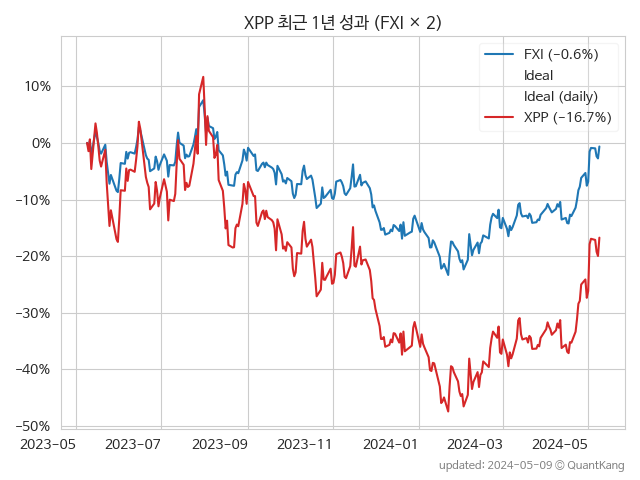 XPP 최근 1년 성과 (FXI × 2)
FXI (−0.6%)
Ideal
Ideal (daily)
XPP (−16.7%)
10%
0%
−10%
−20%
−30%
−40%
−50%
2023-05 2023-07 2023-09 2023-11 2024-01 2024-03 2024-05
updated: 2024-05-09 © QuantKang